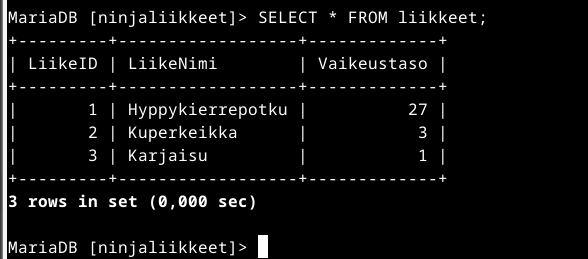 MariaDB [ninjaliikkeet]> SELECT * FROM liikkeet;
+---------+------------------+-------------+
| LiikeID | LiikeNimi        | Vaikeustaso |
+---------+------------------+-------------+
|       1 | Hyppykierrepotku |          27 |
|       2 | Kuperkeikka      |           3 |
|       3 | Karjaisu         |           1 |
+---------+------------------+-------------+
3 rows in set (0,000 sec)
MariaDB [ninjaliikkeet]>